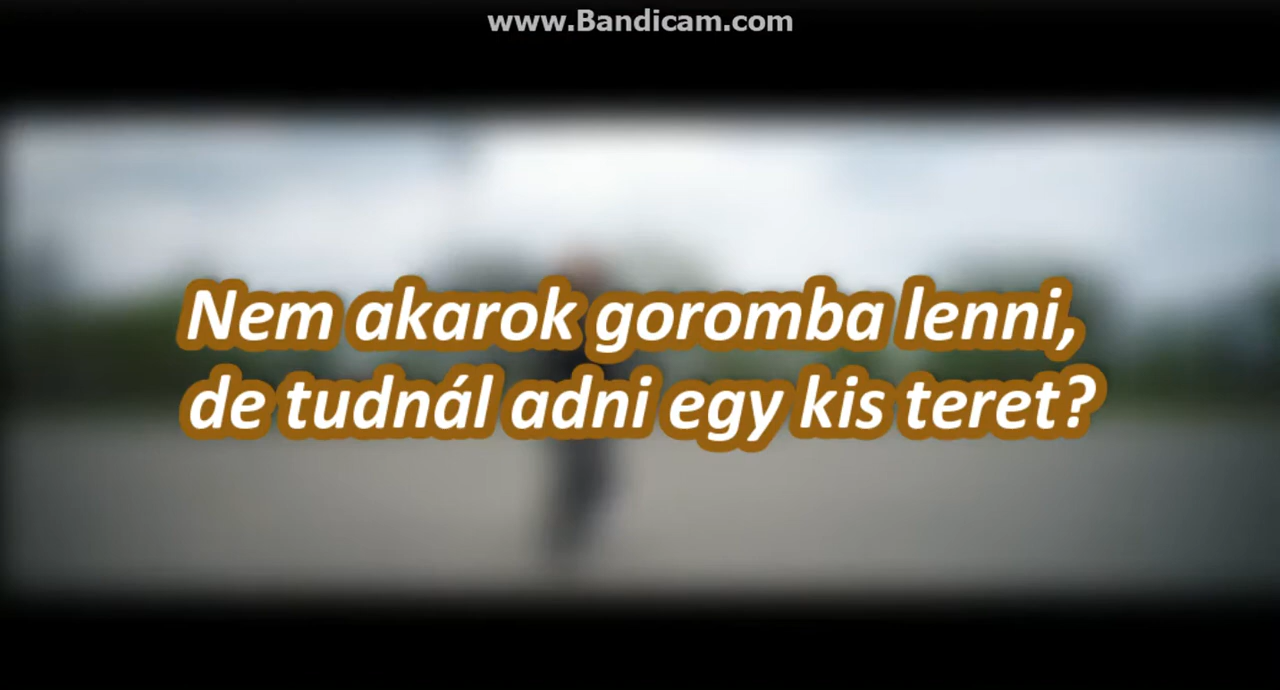 www.Bandicam.com
Nem akarok goromba lenni,
de tudnál adni egy kis teret?